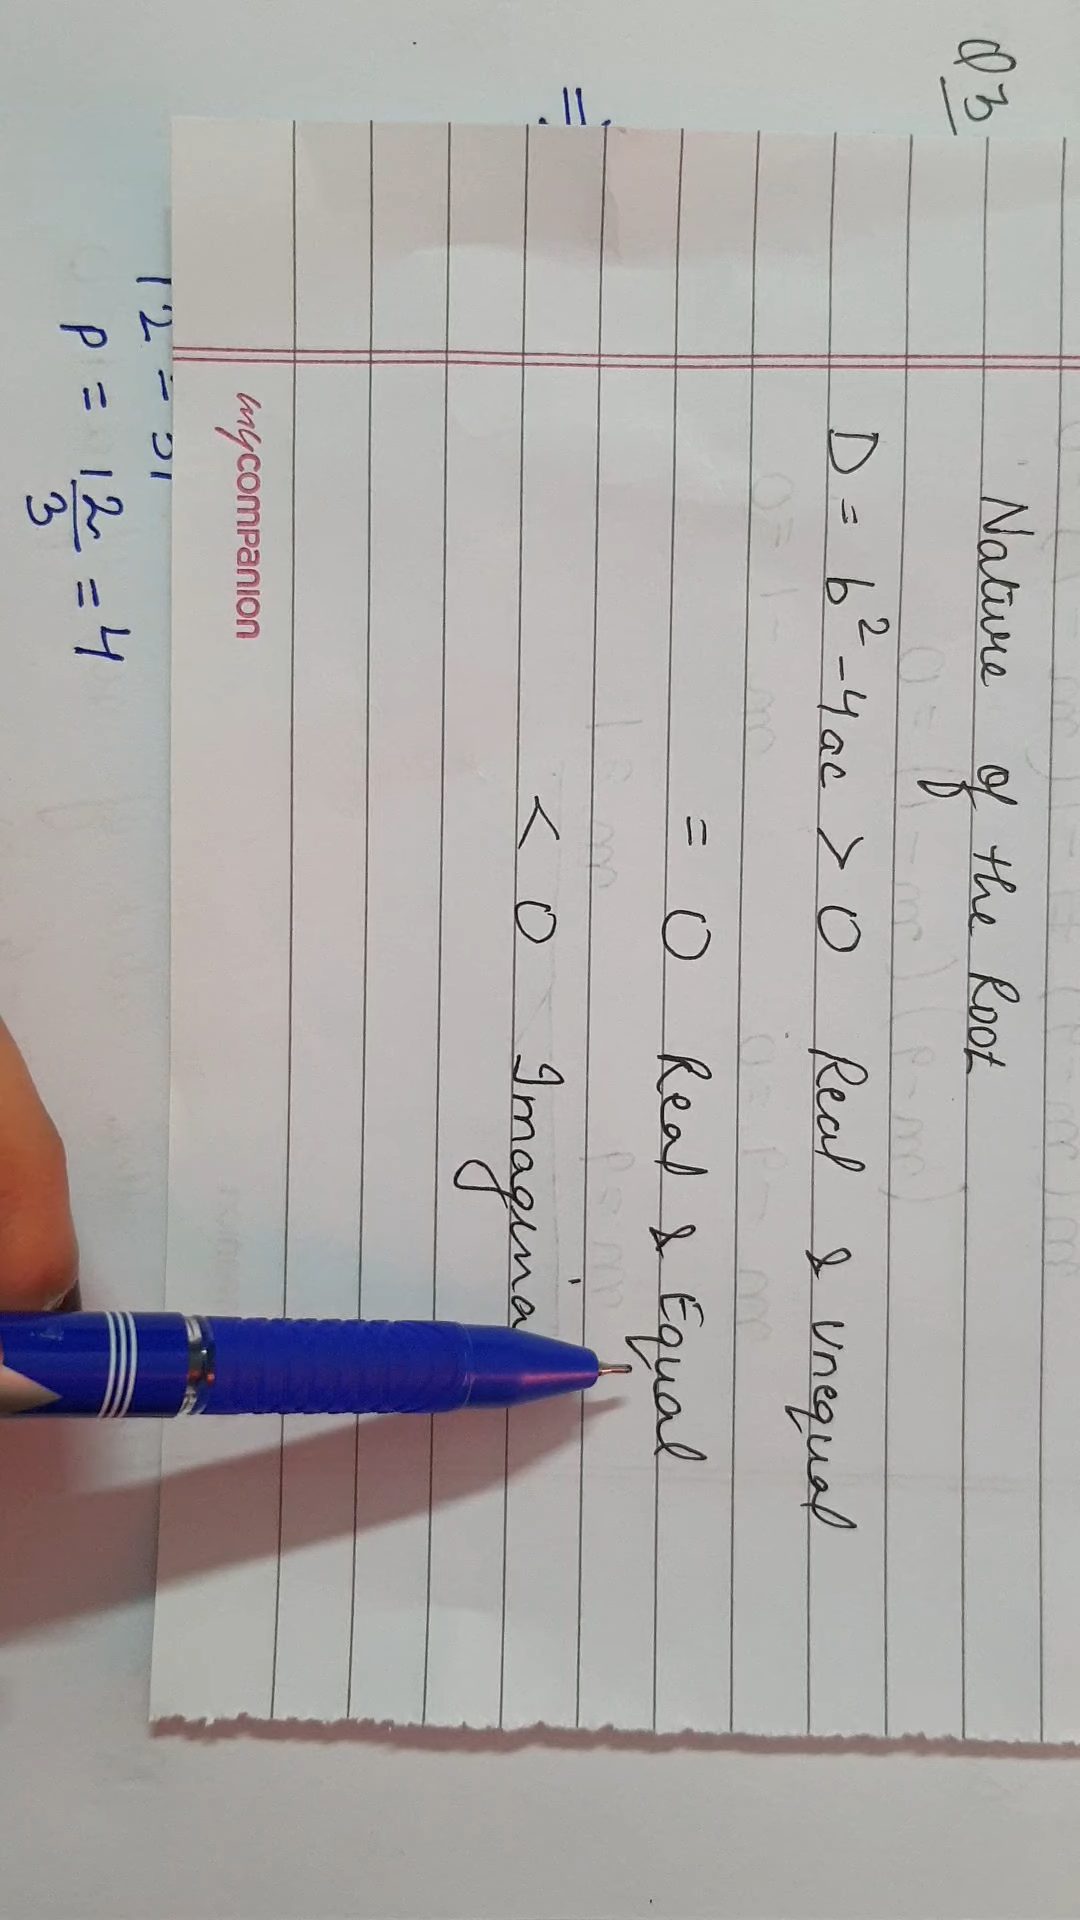 Q3
Nature of the Root
D = b² - 4ac > 0 Real & Unequal
= 0 Real & Equal
< 0 Imagina
mycompanion
12 =
p = 12/3 = 4